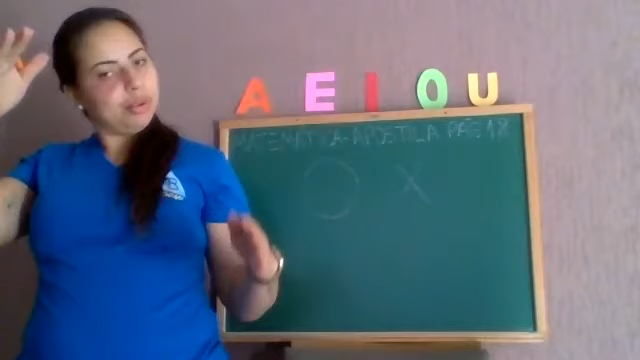 A E I O U
MATEMÁTICA-APOSTILA PÁG 18
O X